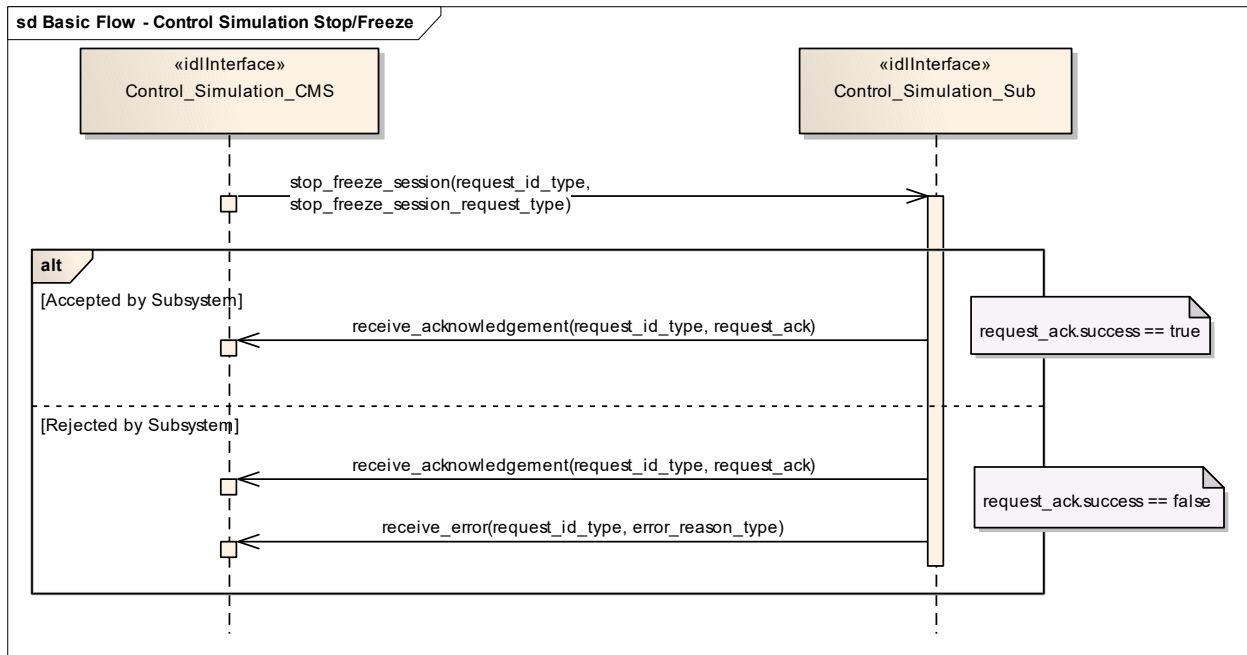 sd Basic Flow - Control Simulation Stop/Freeze
«idlInterface»
Control_Simulation_CMS
«idlInterface»
Control_Simulation_Sub
stop_freeze_session(request_id_type,
stop_freeze_session_request_type)
alt
[Accepted by Subsystem]
receive_acknowledgement(request_id_type, request_ack)
request_ack.success == true
[Rejected by Subsystem]
receive_acknowledgement(request_id_type, request_ack)
request_ack.success == false
receive_error(request_id_type, error_reason_type)